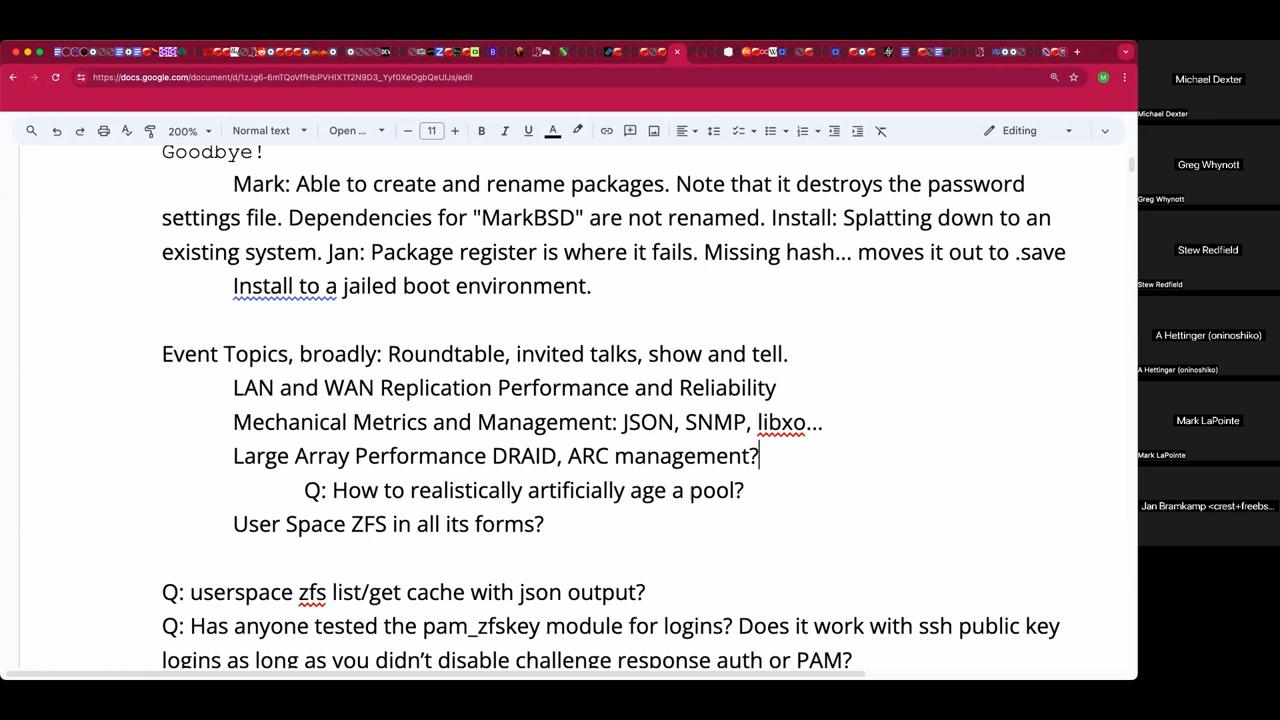 https://docs.google.com/document/d/1zJg6-6mTQoVffHbPVHIXTf2N9D3_Yyf0XeOgbQeUIJs/edit
200%
Normal text
Open ...
11
Editing
Goodbye!
Mark: Able to create and rename packages. Note that it destroys the password
settings file. Dependencies for "MarkBSD" are not renamed. Install: Splatting down to an
existing system. Jan: Package register is where it fails. Missing hash... moves it out to .save
Install to a jailed boot environment.
Event Topics, broadly: Roundtable, invited talks, show and tell.
LAN and WAN Replication Performance and Reliability
Mechanical Metrics and Management: JSON, SNMP, libxo...
Large Array Performance DRAID, ARC management?
Q: How to realistically artificially age a pool?
User Space ZFS in all its forms?
Q: userspace zfs list/get cache with json output?
Q: Has anyone tested the pam_zfskey module for logins? Does it work with ssh public key
logins as long as you didn't disable challenge response auth or PAM?
Michael Dexter
Michael Dexter
Greg Whynott
Greg Whynott
Stew Redfield
Stew Redfield
A Hettinger (oninoshiko)
A Hettinger (oninoshiko)
Mark LaPointe
Mark LaPointe
Jan Bramkamp <crest+freebs...